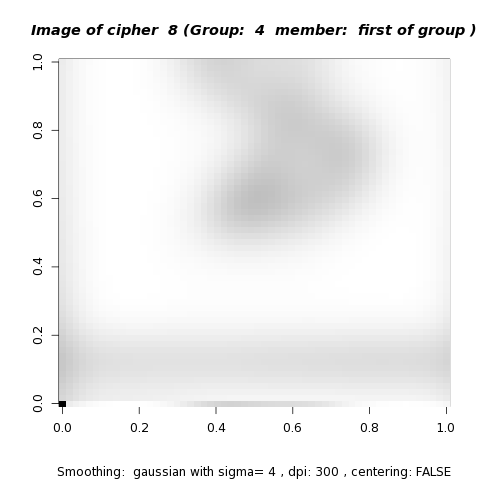 Image of cipher 8 (Group: 4 member: first of group )
1.0
0.8
0.6
0.4
0.2
0.0
0.0 0.2 0.4 0.6 0.8 1.0
Smoothing: gaussian with sigma= 4 , dpi: 300 , centering: FALSE